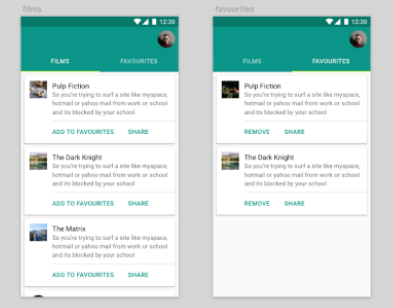 films
12:30
FILMS FAVOURITES
Pulp Fiction
So you're trying to surf a site like myspace,
hotmail or yahoo mail from work or school
and its blocked by your school
ADD TO FAVOURITES SHARE
The Dark Knight
So you're trying to surf a site like myspace,
hotmail or yahoo mail from work or school
and its blocked by your school
ADD TO FAVOURITES SHARE
The Matrix
So you're trying to surf a site like myspace,
hotmail or yahoo mail from work or school
and its blocked by your school
ADD TO FAVOURITES SHARE
favourites
12:30
FILMS FAVOURITES
Pulp Fiction
So you're trying to surf a site like myspace,
hotmail or yahoo mail from work or school
and its blocked by your school
REMOVE SHARE
The Dark Knight
So you're trying to surf a site like myspace,
hotmail or yahoo mail from work or school
and its blocked by your school
REMOVE SHARE